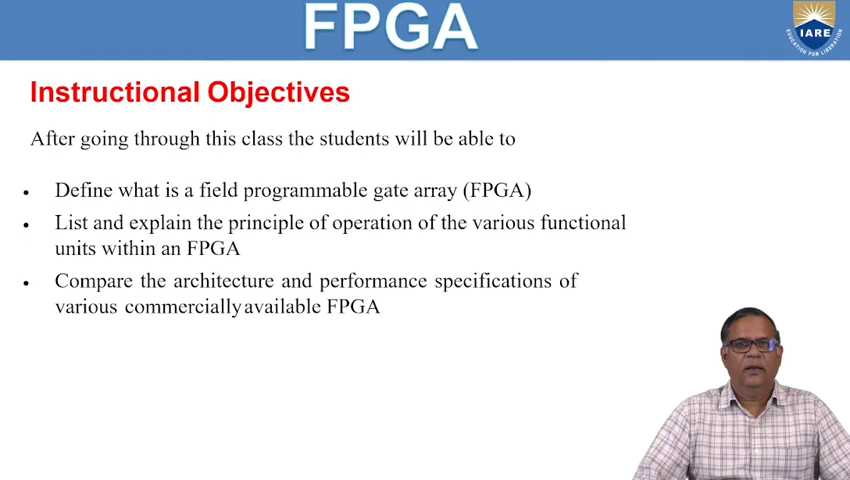 FPGA
IARE
EDUCATION FOR LIBERATION
Instructional Objectives
After going through this class the students will be able to
• Define what is a field programmable gate array (FPGA)
• List and explain the principle of operation of the various functional
units within an FPGA
• Compare the architecture and performance specifications of
various commercially available FPGA